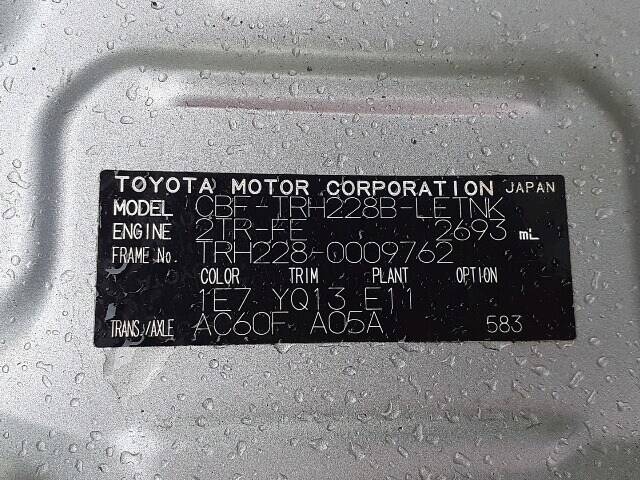 TOYOTA MOTOR CORPORATION JAPAN
MODEL CBF-TRH228B-LETNK
ENGINE 2TR-FE 2693 mL
FRAME No. TRH228-0009762
COLOR TRIM PLANT OPTION
1E7 YQ13 E11
TRANS./AXLE AC60F A05A 583